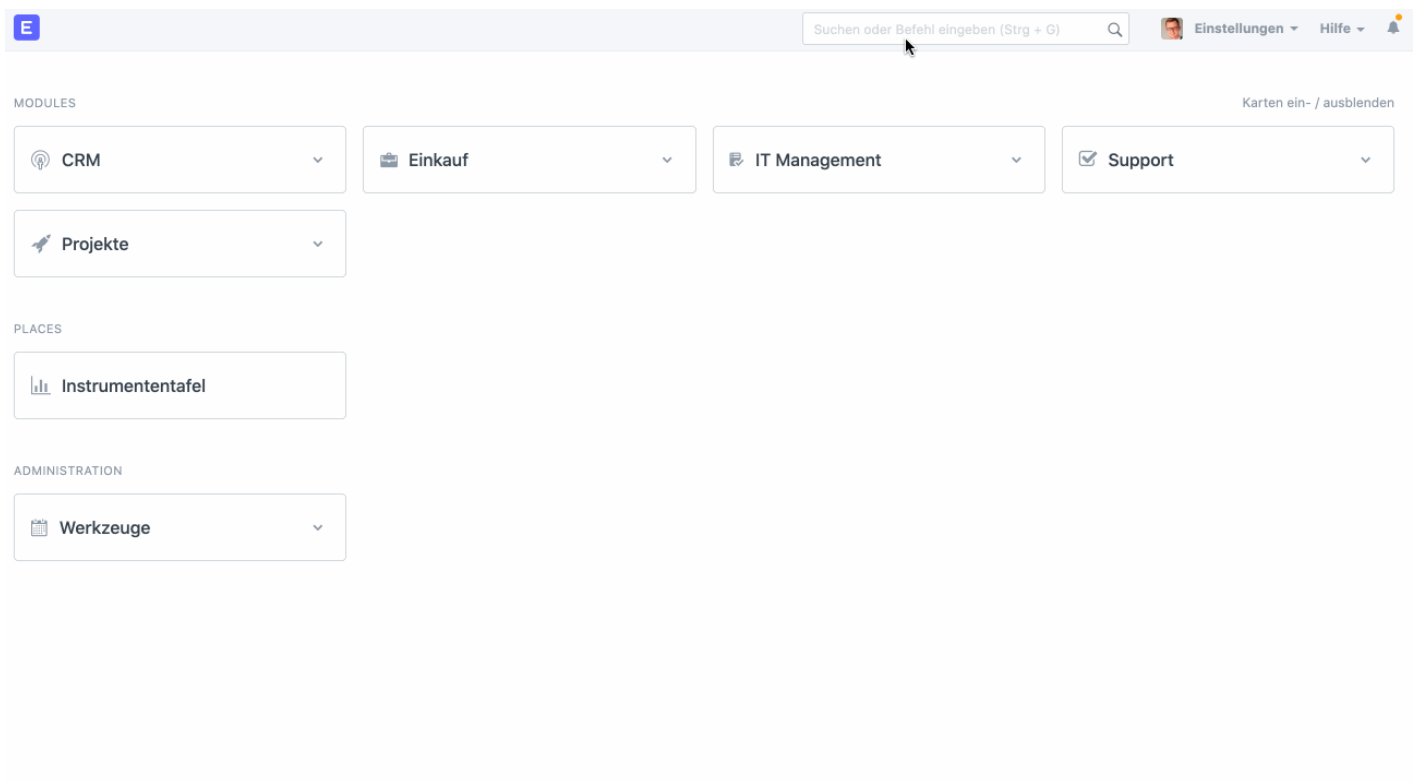 E
Suchen oder Befehl eingeben (Strg + G)
Einstellungen
Hilfe
MODULES
Karten ein- / ausblenden
CRM
Einkauf
IT Management
Support
Projekte
PLACES
Instrumententafel
ADMINISTRATION
Werkzeuge